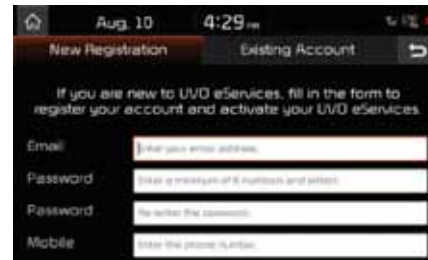 Aug. 10 4:29 PM
New Registration Existing Account
If you are new to UVO eServices, fill in the form to
register your account and activate your UVO eServices.
Email Enter your email address.
Password Enter a minimum of 8 numbers and letters.
Password Re-enter the password.
Mobile Enter the phone number.